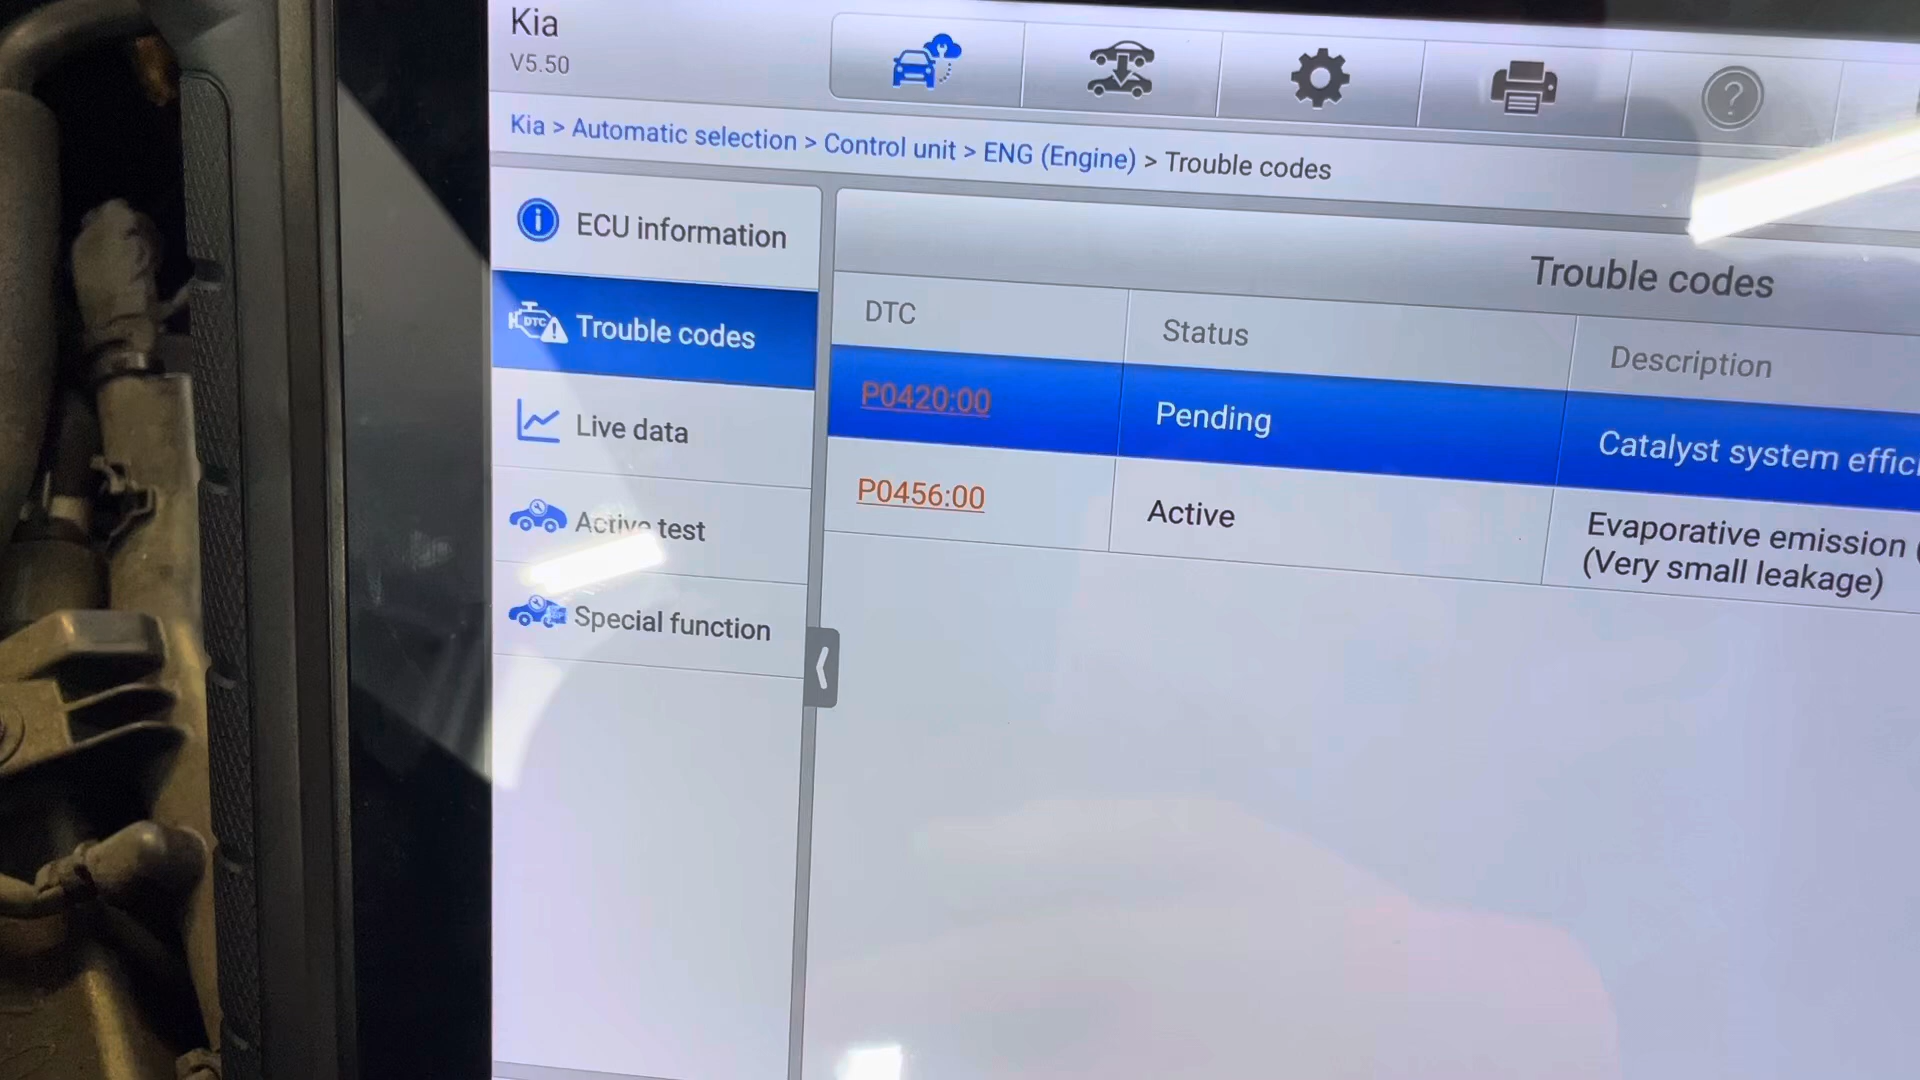 Kia
V5.50
?
Kia > Automatic selection > Control unit > ENG (Engine) > Trouble codes
ECU information
DTC Trouble codes
Live data
Active test
Special function
Trouble codes
DTC Status Description
P0420:00 Pending Catalyst system
P0456:00 Active Evaporative emission
(Very small leakage)